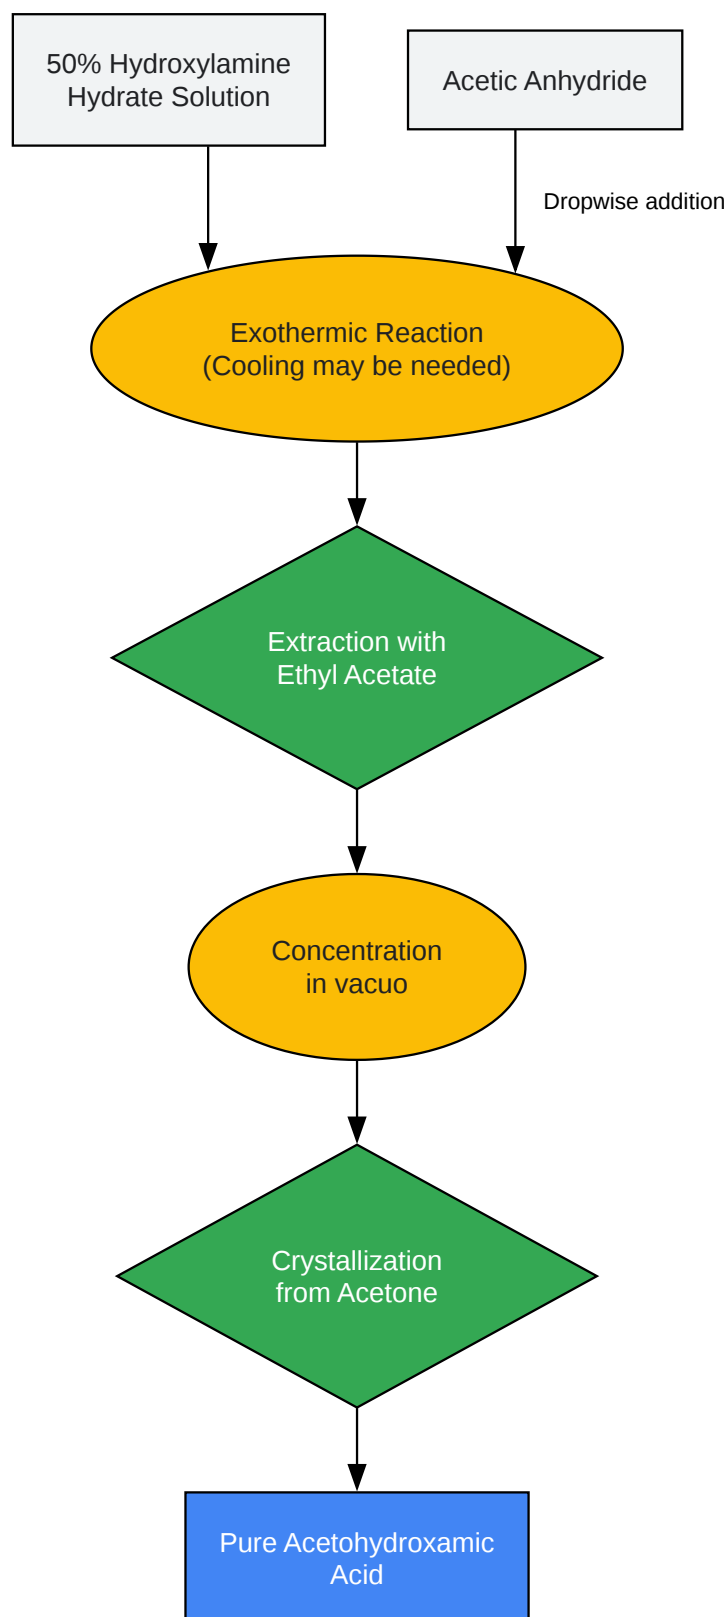 50% Hydroxylamine
Hydrate Solution
Acetic Anhydride
Dropwise addition
Exothermic Reaction
(Cooling may be needed)
Extraction with
Ethyl Acetate
Concentration
in vacuo
Crystallization
from Acetone
Pure Acetohydroxamic
Acid